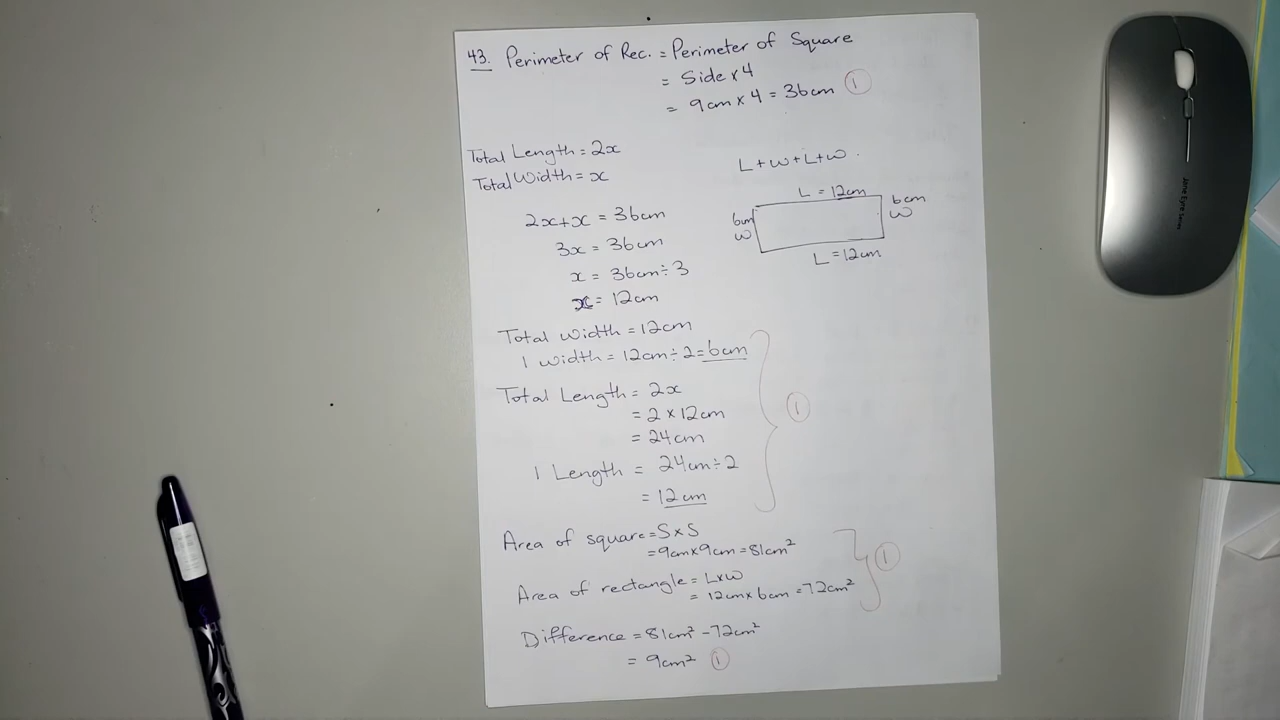 43. Perimeter of Rec. = Perimeter of Square
= Side x 4
= 9cm x 4 = 36cm 1
Total Length = 2x
Total Width = x
L+W+L+W.
2x+x = 36cm
3x = 36cm
x = 36cm ÷ 3
x = 12cm
L = 12cm
6cm
W
6cm
W
L = 12cm
Total width = 12cm
1 width = 12cm ÷ 2 = 6cm
Total Length = 2x
= 2 x 12cm
= 24cm
1 Length = 24cm ÷ 2
= 12cm
1
Area of square = S x S
= 9cm x 9cm = 81cm²
Area of rectangle = L x W
= 12cm x 6cm = 72cm²
1
Difference = 81cm² - 72cm²
= 9cm² 1
Jane Eyre Series